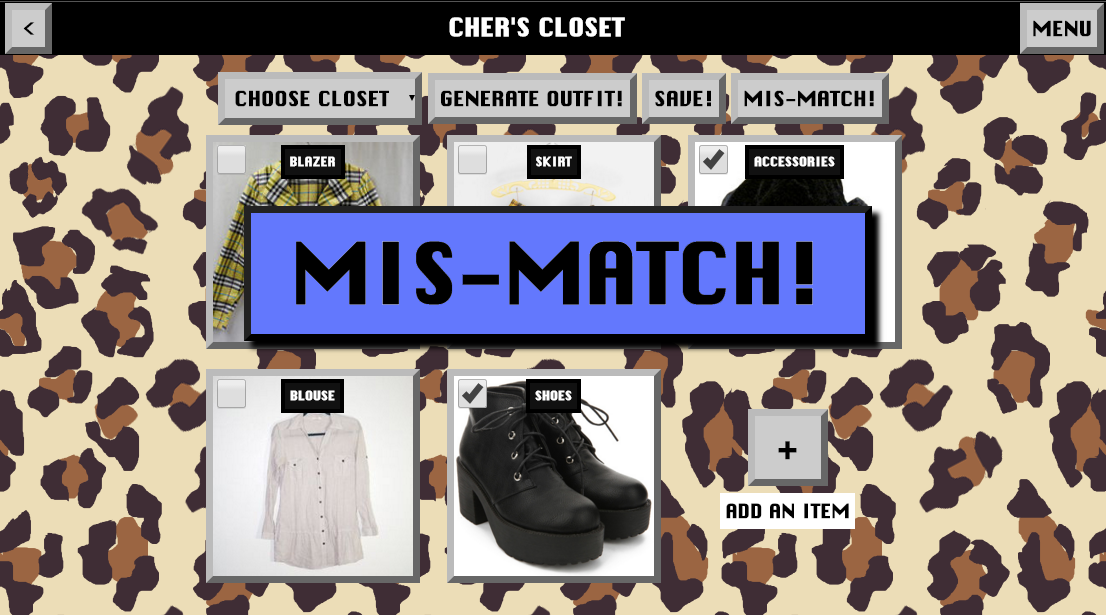 <
CHER'S CLOSET
MENU
CHOOSE CLOSET
GENERATE OUTFIT!
SAVE!
MIS-MATCH!
BLAZER
SKIRT
ACCESSORIES
MIS-MATCH!
BLOUSE
SHOES
+
ADD AN ITEM